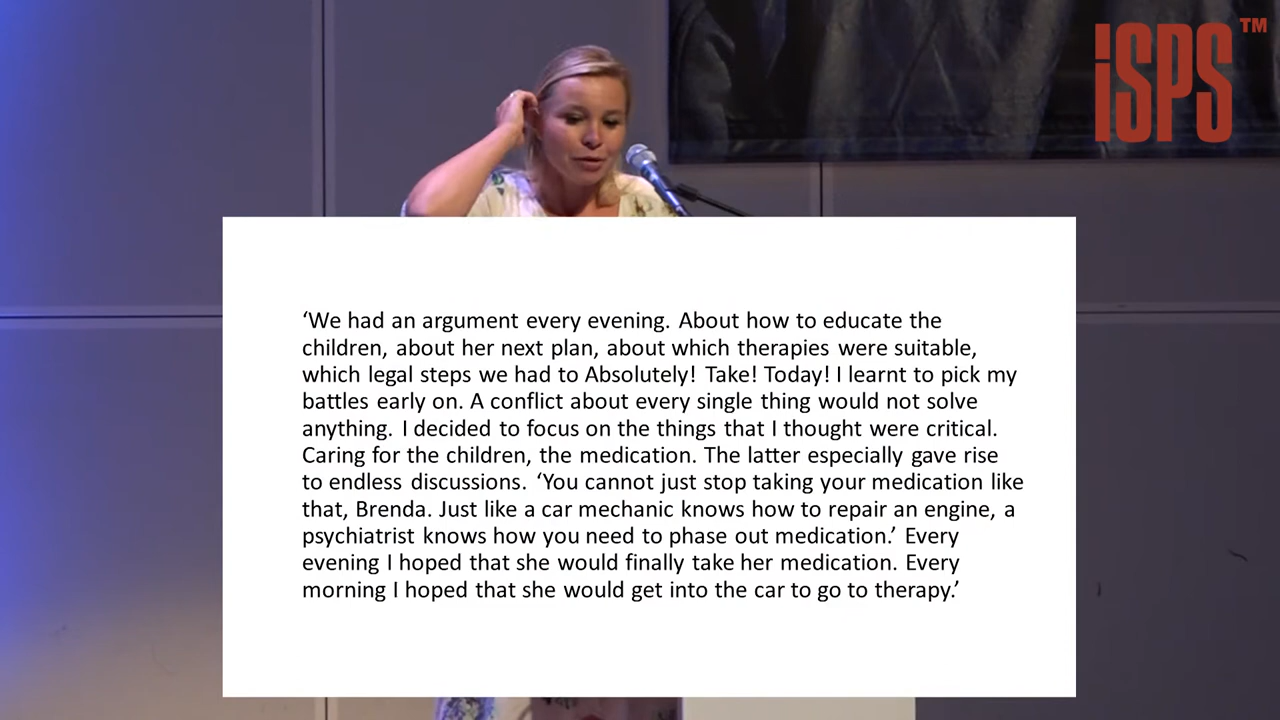 iSPS™
‘We had an argument every evening. About how to educate the
children, about her next plan, about which therapies were suitable,
which legal steps we had to Absolutely! Take! Today! I learnt to pick my
battles early on. A conflict about every single thing would not solve
anything. I decided to focus on the things that I thought were critical.
Caring for the children, the medication. The latter especially gave rise
to endless discussions. ‘You cannot just stop taking your medication like
that, Brenda. Just like a car mechanic knows how to repair an engine, a
psychiatrist knows how you need to phase out medication.’ Every
evening I hoped that she would finally take her medication. Every
morning I hoped that she would get into the car to go to therapy.’